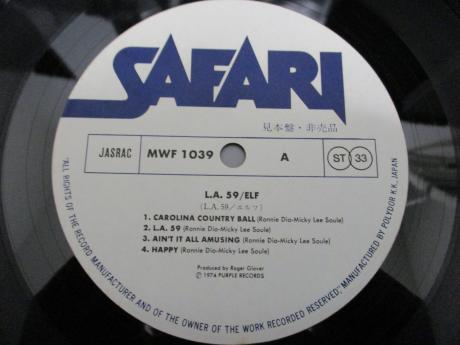 SAFARI
見本盤・非売品
JASRAC MWF 1039 A ST 33
L.A. 59/ELF
(L.A. 59/エルフ)
1. CAROLINA COUNTRY BALL (Ronnie Dio-Micky Lee Soule)
2. L.A. 59 (Ronnie Dio-Micky Lee Soule)
3. AIN'T IT ALL AMUSING (Ronnie Dio-Micky Lee Soule)
4. HAPPY (Ronnie Dio-Micky Lee Soule)
Produced by Roger Glover
Ⓟ 1974 PURPLE RECORDS
"ALL RIGHTS OF THE RECORD MANUFACTURER AND OF THE OWNER OF THE WORK RECORDED RESERVED", MANUFACTURED BY POLYDOR K.K., JAPAN